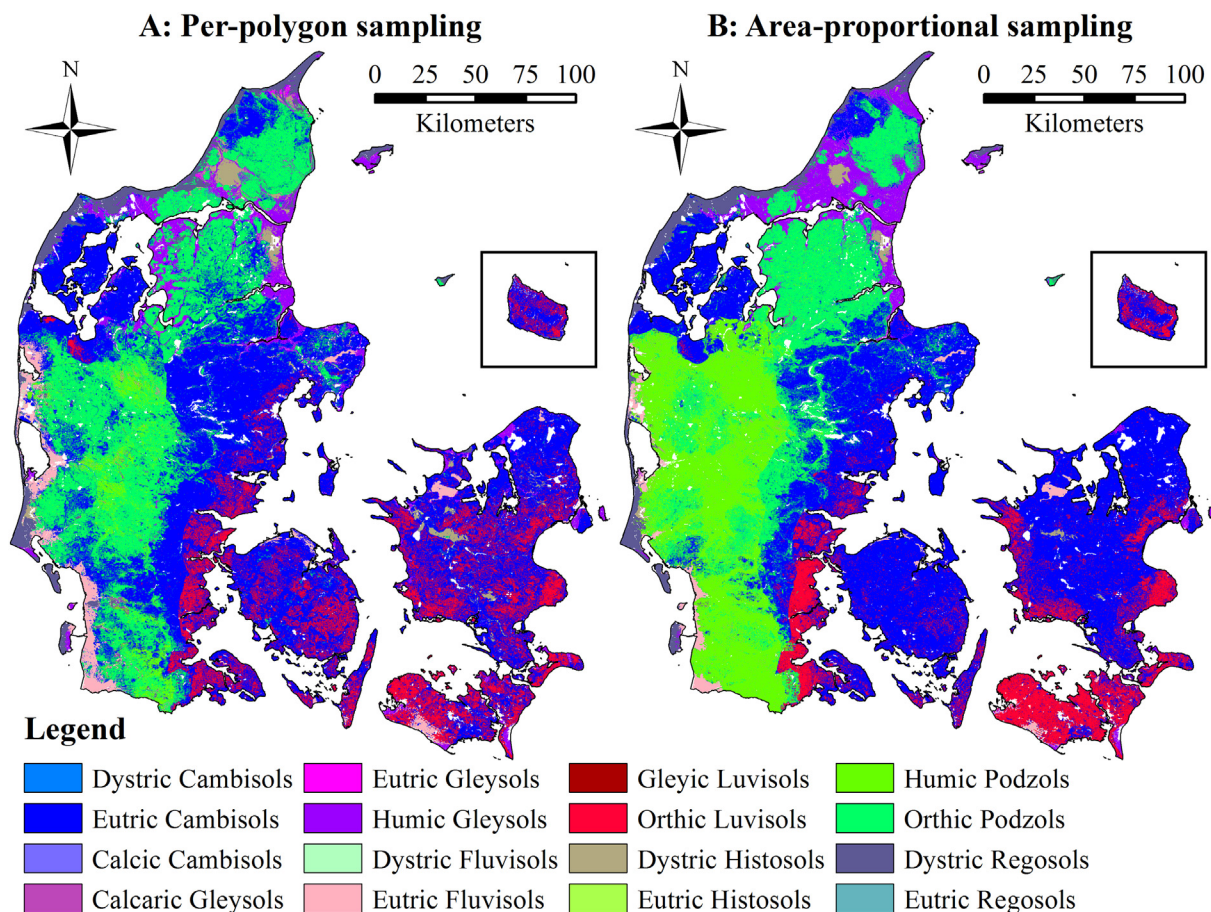 A: Per-polygon sampling
B: Area-proportional sampling
N
0 25 50 75 100
Kilometers
N
0 25 50 75 100
Kilometers
Legend
Dystric Cambisols
Eutric Gleysols
Gleyic Luvisols
Humic Podzols
Eutric Cambisols
Humic Gleysols
Orthic Luvisols
Orthic Podzols
Calcic Cambisols
Dystric Fluvisols
Dystric Histosols
Dystric Regosols
Calcaric Gleysols
Eutric Fluvisols
Eutric Histosols
Eutric Regosols